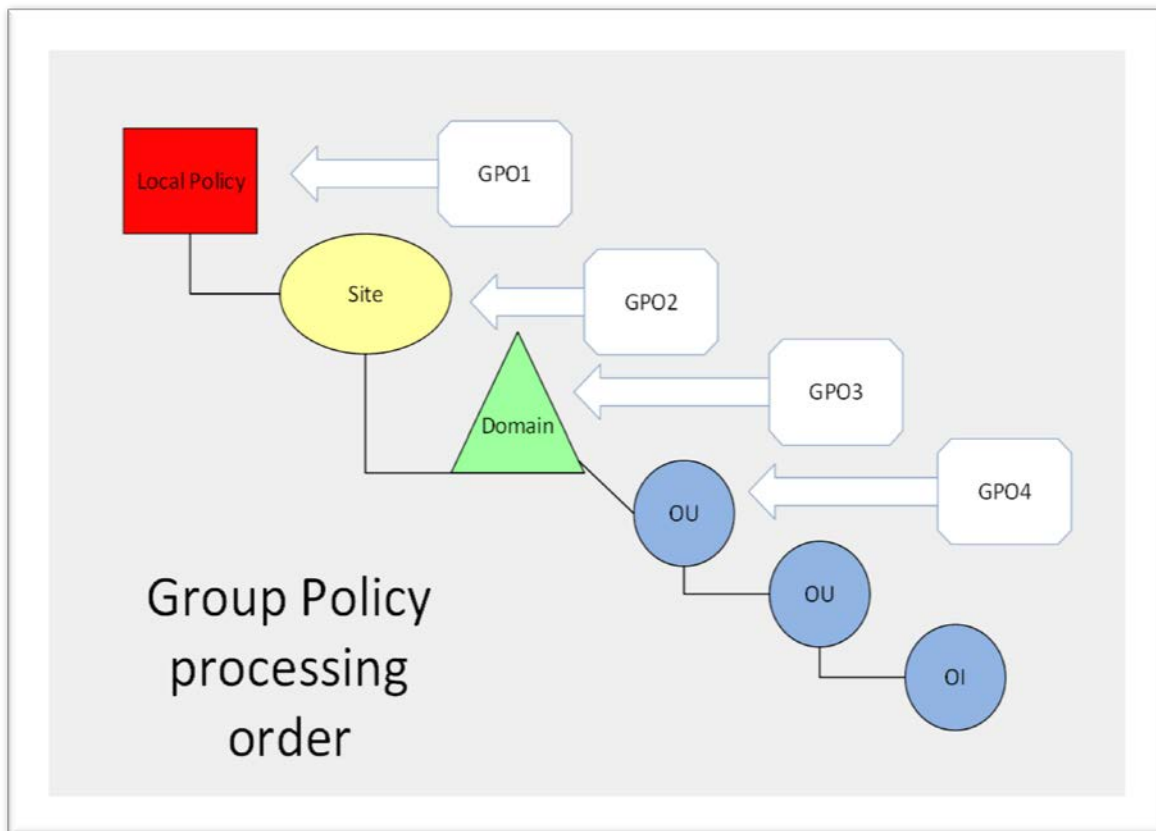 Local Policy
GPO1
Site
GPO2
Domain
GPO3
OU
GPO4
OU
OI
Group Policy
processing
order